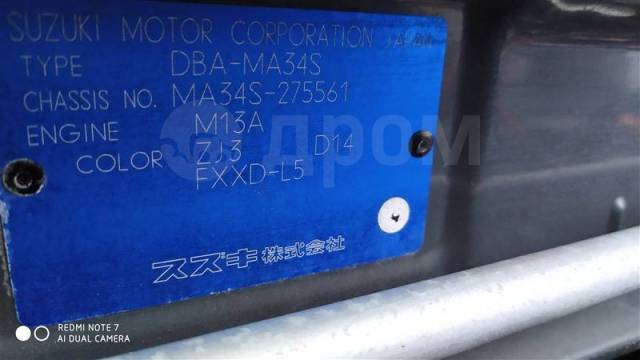 SUZUKI MOTOR CORPORATION JAPAN
TYPE DBA-MA34S
CHASSIS NO. MA34S-275561
ENGINE M13A
COLOR ZJ3 D14
FXXD-L5
スズキ株式会社
дром
REDMI NOTE 7
AI DUAL CAMERA